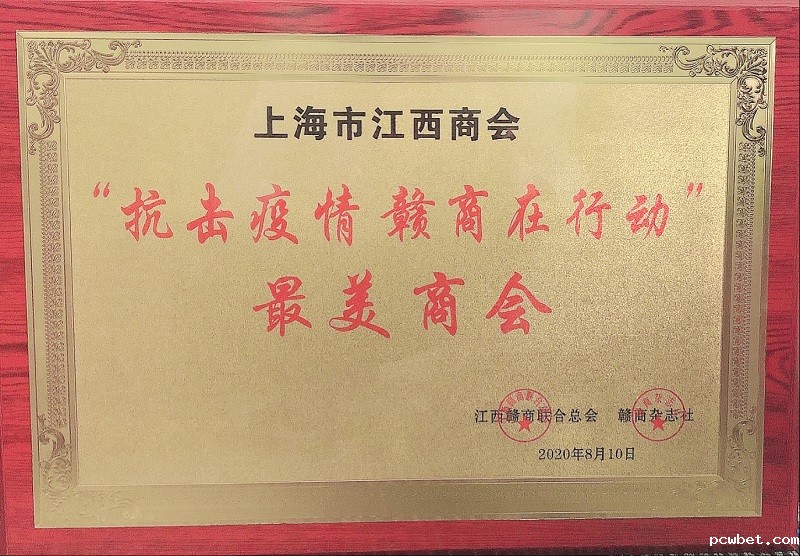 上海市江西商会
“抗击疫情 赣商在行动”
最美商会
江西赣商联合总会 赣商杂志社
2020年8月10日
pcwbet.com